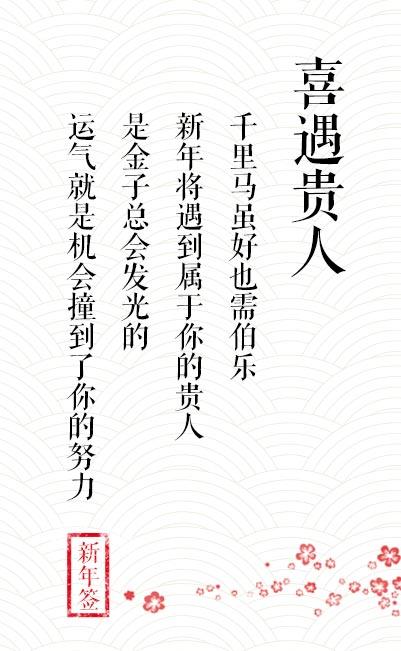 喜遇贵人
千里马虽好也需伯乐
新年将遇到属于你的贵人
是金子总会发光的
运气就是机会撞到了你的努力
新年签